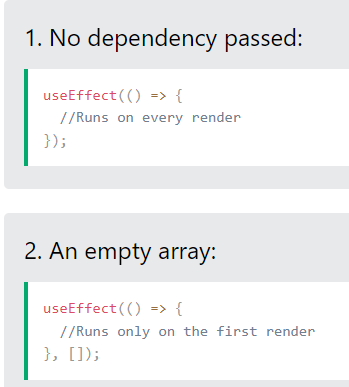 1. No dependency passed:
useEffect(() => {
  //Runs on every render
});
2. An empty array:
useEffect(() => {
  //Runs only on the first render
}, []);